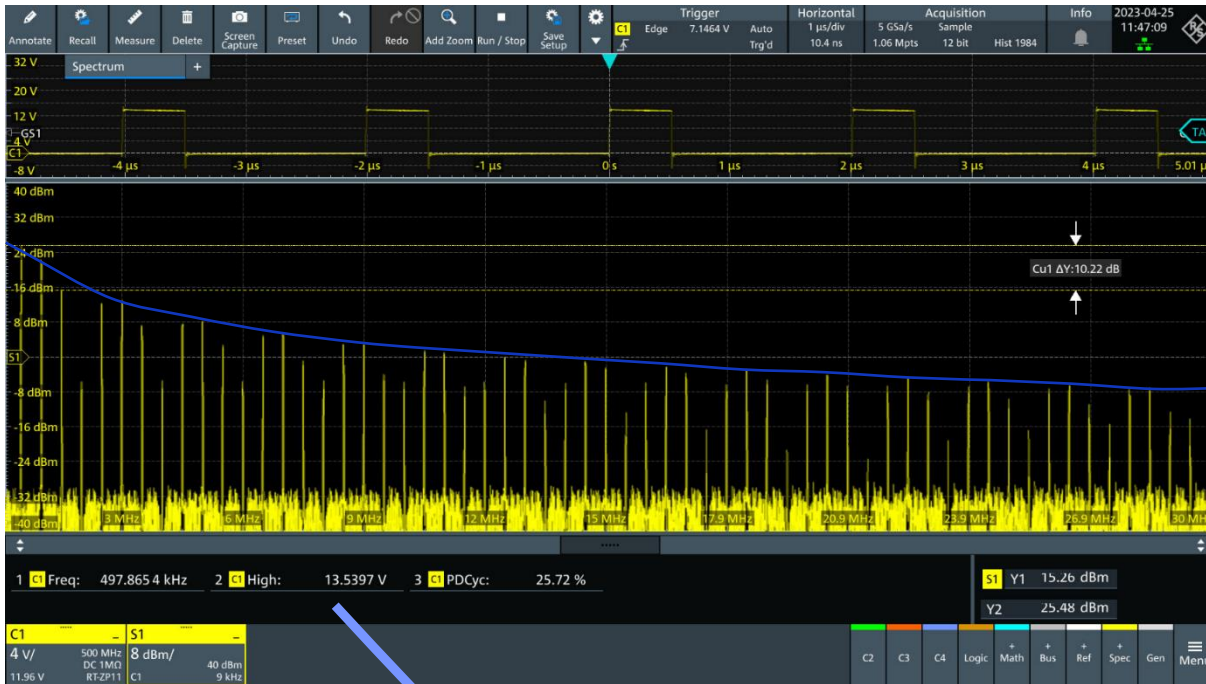 Annotate Recall Measure Delete Screen Capture Preset Undo Redo Add Zoom Run / Stop Save Setup
Trigger
C1 Edge 7.1464 V Auto
Trg'd
Horizontal
1 µs/div
10.4 ns
Acquisition
5 GSa/s Sample
1.06 Mpts 12 bit Hist 1984
Info
2023-04-25
11:47:09
32 V
Spectrum +
20 V
12 V
GS1
4 V
C1
TA
-8 V
-4 µs -3 µs -2 µs -1 µs 0 s 1 µs 2 µs 3 µs 4 µs 5.01 µ
40 dBm
32 dBm
24 dBm
Cu1 ΔY:10.22 dB
16 dBm
8 dBm
S1
-8 dBm
-16 dBm
-24 dBm
-32 dBm
-40 dBm
3 MHz 6 MHz 9 MHz 12 MHz 15 MHz 17.9 MHz 20.9 MHz 23.9 MHz 26.9 MHz 30 MH
1 C1 Freq: 497.865 4 kHz 2 C1 High: 13.5397 V 3 C1 PDCyc: 25.72 %
S1 Y1 15.26 dBm
Y2 25.48 dBm
C1
4 V/ 500 MHz
DC 1MΩ
11.96 V RT-ZP11
S1
8 dBm/
40 dBm
C1 9 kHz
C2 C3 C4 Logic + Math + Bus + Ref + Spec Gen Menu